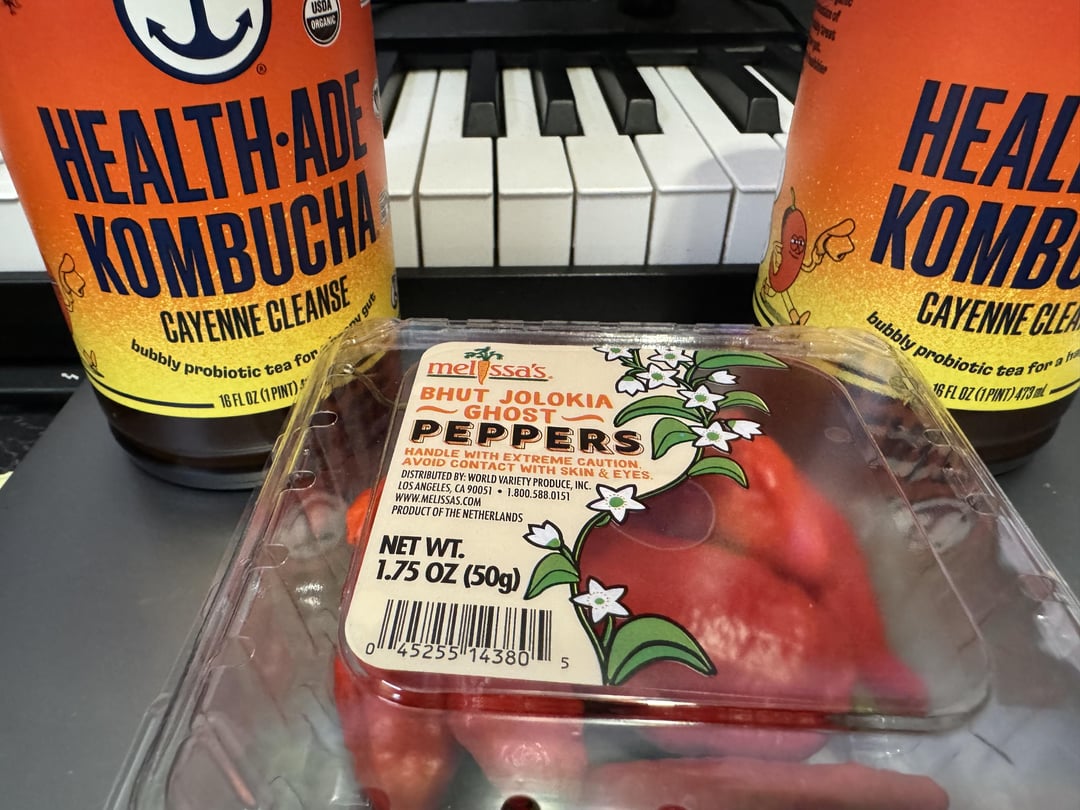 USDA
ORGANIC
®
HEALTH-ADE
KOMBUCHA
CAYENNE CLEANSE
bubbly probiotic tea for gut
16 FL OZ (1 PINT)
HEAL
KOMBU
CAYENNE CLEA
bubbly probiotic tea for a
16 FL OZ (1 PINT) 473 mL
melissa's
BHUT JOLOKIA
GHOST
PEPPERS
HANDLE WITH EXTREME CAUTION.
AVOID CONTACT WITH SKIN & EYES.
DISTRIBUTED BY: WORLD VARIETY PRODUCE, INC.
LOS ANGELES, CA 90051 • 1.800.588.0151
WWW.MELISSAS.COM
PRODUCT OF THE NETHERLANDS
NET WT.
1.75 OZ (50g)
0 45255 14380 5